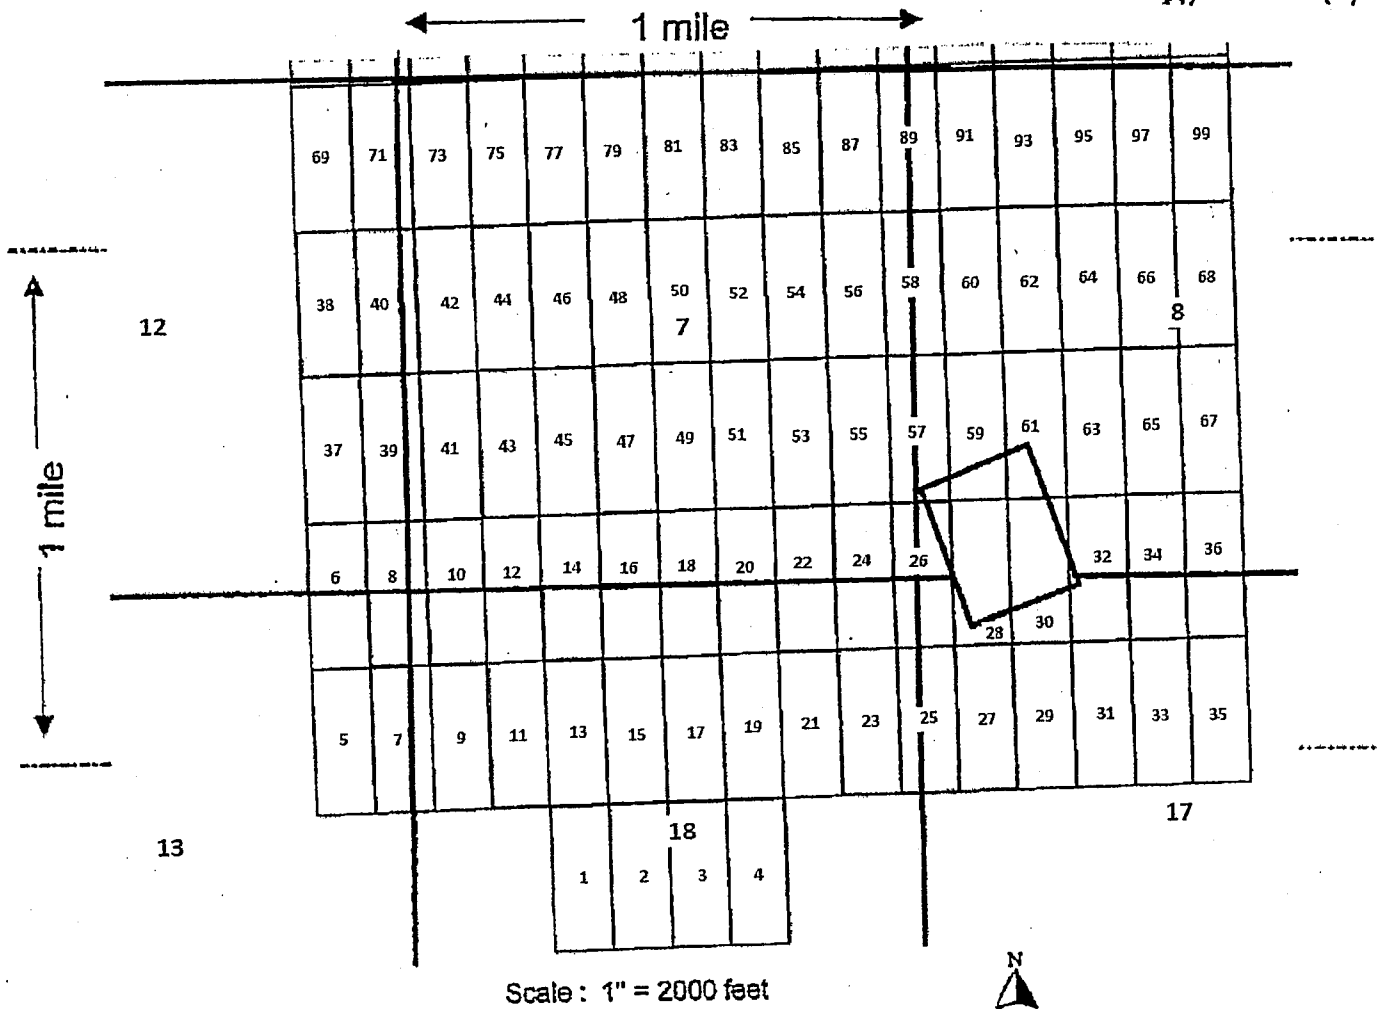 1 mile
69 71 73 75 77 79 81 83 85 87 89 91 93 95 97 99
38 40 42 44 46 48 50 52 54 56 58 60 62 64 66 68
12 7 8
37 39 41 43 45 47 49 51 53 55 57 59 61 63 65 67
1 mile
6 8 10 12 14 16 18 20 22 24 26 32 34 36
28 30
5 7 9 11 13 15 17 19 21 23 25 27 29 31 33 35
13 18 17
1 2 3 4
N
Scale : 1" = 2000 feet